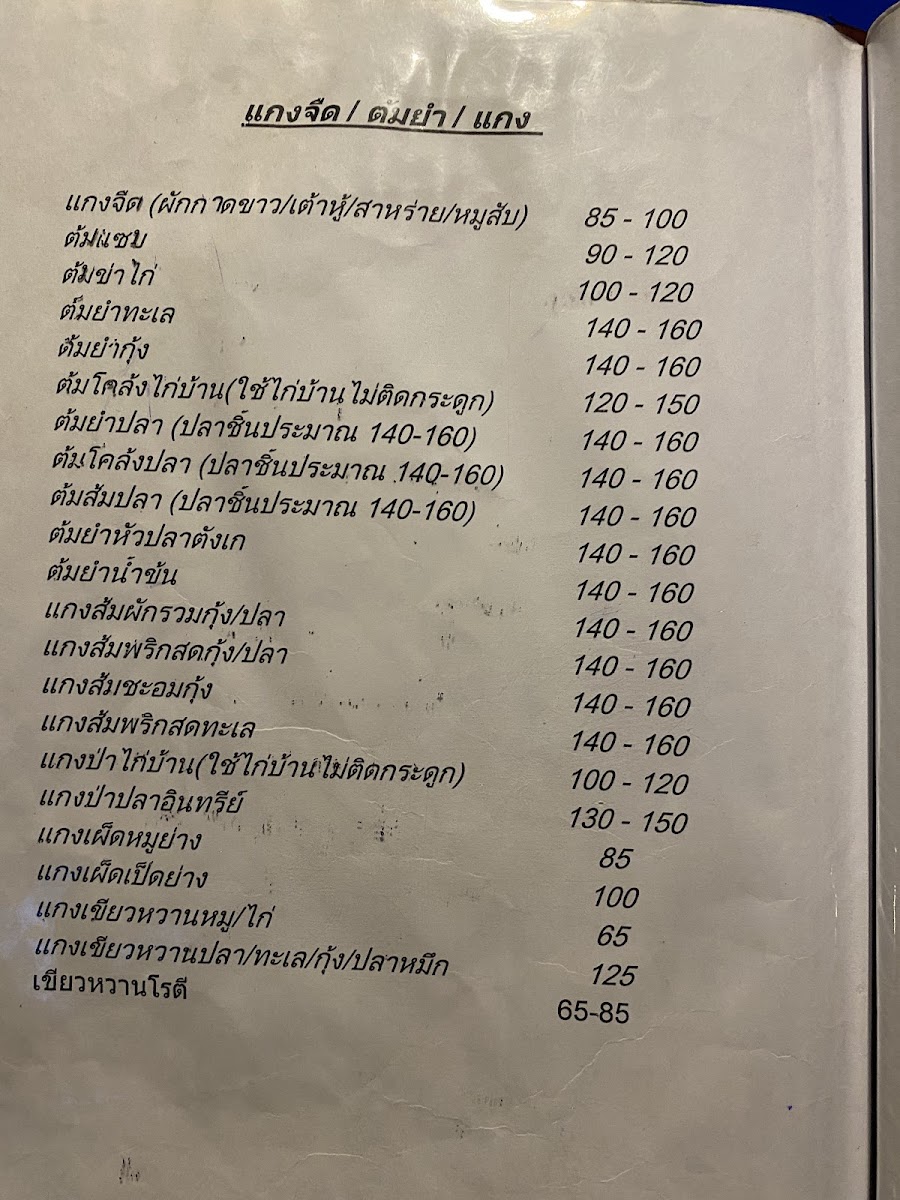 แกงจืด / ต้มยำ / แกง
แกงจืด (ผักกาดขาว/เต้าหู้/สาหร่าย/หมูสับ) 85 - 100
ต้มแซบ 90 - 120
ต้มข่าไก่ 100 - 120
ต้มยำทะเล 140 - 160
ต้มยำกุ้ง 140 - 160
ต้มโคล้งไก่บ้าน(ใช้ไก่บ้านไม่ติดกระดูก) 120 - 150
ต้มยำปลา (ปลาชิ้นประมาณ 140-160) 140 - 160
ต้มโคล้งปลา (ปลาชิ้นประมาณ 140-160) 140 - 160
ต้มส้มปลา (ปลาชิ้นประมาณ 140-160) 140 - 160
ต้มยำหัวปลาตังเก 140 - 160
ต้มยำน้ำข้น 140 - 160
แกงส้มผักรวมกุ้ง/ปลา 140 - 160
แกงส้มพริกสดกุ้ง/ปลา 140 - 160
แกงส้มชะอมกุ้ง 140 - 160
แกงส้มพริกสดทะเล 140 - 160
แกงป่าไก่บ้าน(ใช้ไก่บ้านไม่ติดกระดูก) 100 - 120
แกงป่าปลาอินทรีย์ 130 - 150
แกงเผ็ดหมูย่าง 85
แกงเผ็ดเป็ดย่าง 100
แกงเขียวหวานหมู/ไก่ 65
แกงเขียวหวานปลา/ทะเล/กุ้ง/ปลาหมึก 125
เขียวหวานโรตี 65-85